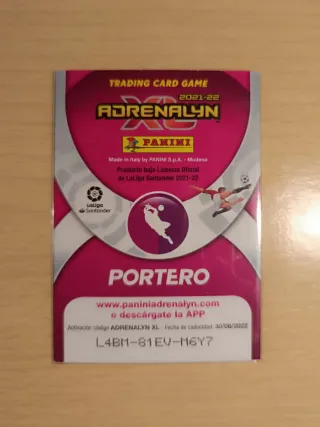 TRADING CARD GAME
2021-22
ADRENALYN
XL
PANINI
Made in Italy by PANINI S.p.A. - Modena
Producto bajo Licencia Oficial
de LaLiga Santander 2021-22
LaLiga
Santander
PORTERO
www.paniniadrenalyn.com
o descárgate la APP
Activación código ADRENALYN XL Fecha de caducidad: 30/06/2022
L4BM-81EV-M6Y7